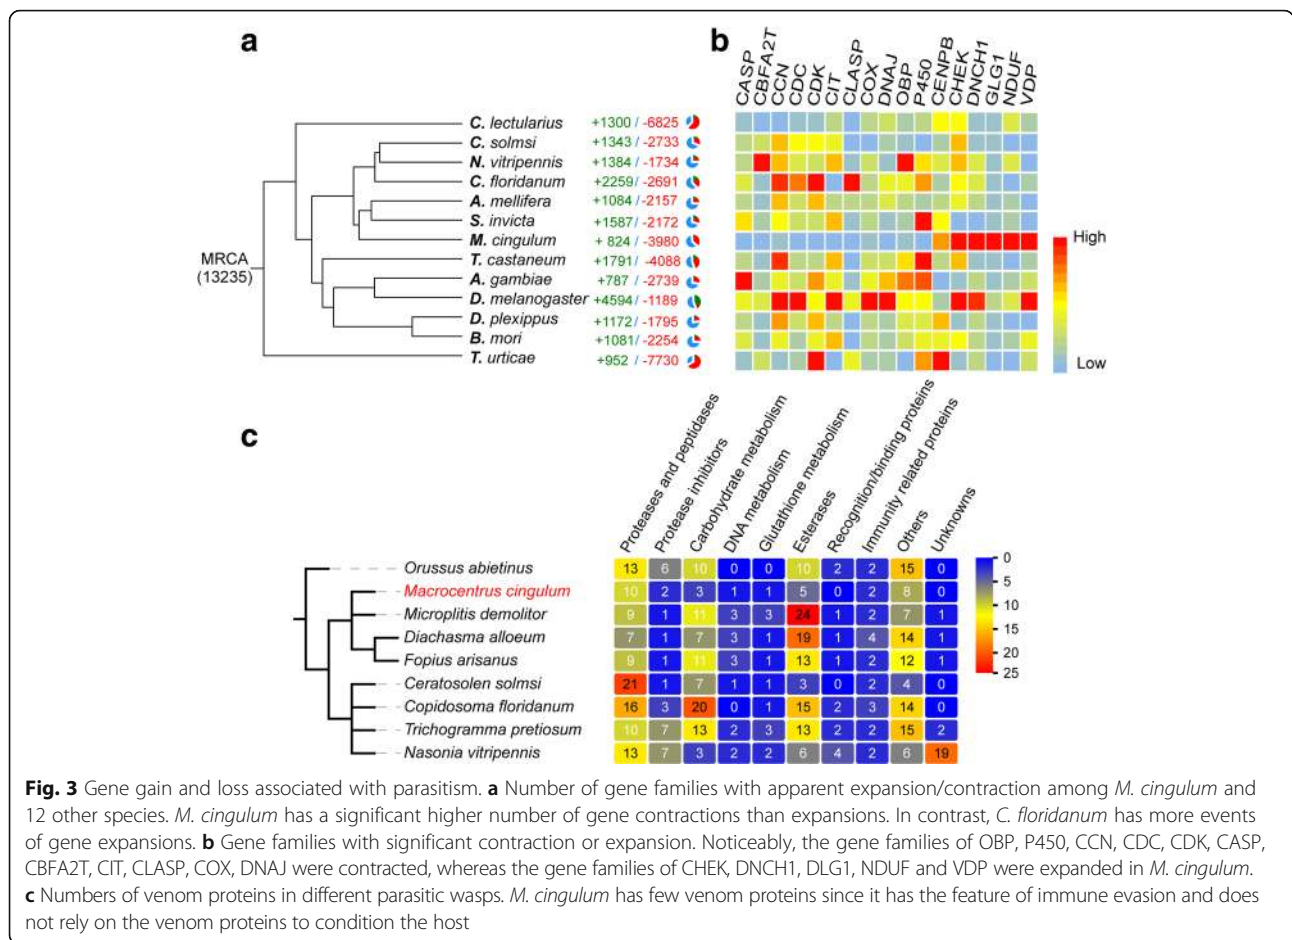 a
b
CASP
CBFA2T
CCN
CDC
CDK
CIT
CLASP
COX
DNAJ
OBP
P450
CENPB
CHEK
DNCH1
GLG1
NDUF
VDP
MRCA
(13235)
C. lectularius +1300 / -6825
C. solmsi +1343 / -2733
N. vitripennis +1384 / -1734
C. floridanum +2259 / -2691
A. mellifera +1084 / -2157
S. invicta +1587 / -2172
M. cingulum + 824 / -3980
T. castaneum +1791 / -4088
A. gambiae +787 / -2739
D. melanogaster +4594 / -1189
D. plexippus +1172 / -1795
B. mori +1081 / -2254
T. urticae +952 / -7730
High
Low
c
Proteases and peptidases
Protease inhibitors
Carbohydrate metabolism
DNA metabolism
Glutathione metabolism
Esterases
Recognition/binding proteins
Immunity related proteins
Others
Unknowns
Orussus abietinus 13 6 10 0 0 10 2 2 15 0
Macrocentrus cingulum 10 2 3 1 1 5 0 2 8 0
Microplitis demolitor 9 1 11 3 3 24 1 2 7 1
Diachasma alloeum 7 1 7 3 1 19 1 4 14 1
Fopius arisanus 9 1 11 3 1 13 1 2 12 1
Ceratosolen solmsi 21 1 7 1 1 3 0 2 4 0
Copidosoma floridanum 16 3 20 0 1 15 2 3 14 0
Trichogramma pretiosum 10 7 13 2 3 13 2 2 15 2
Nasonia vitripennis 13 7 3 2 2 6 4 2 6 19
0
5
10
15
20
25
Fig. 3 Gene gain and loss associated with parasitism. a Number of gene families with apparent expansion/contraction among M. cingulum and
12 other species. M. cingulum has a significant higher number of gene contractions than expansions. In contrast, C. floridanum has more events
of gene expansions. b Gene families with significant contraction or expansion. Noticeably, the gene families of OBP, P450, CCN, CDC, CDK, CASP,
CBFA2T, CIT, CLASP, COX, DNAJ were contracted, whereas the gene families of CHEK, DNCH1, DLG1, NDUF and VDP were expanded in M. cingulum.
c Numbers of venom proteins in different parasitic wasps. M. cingulum has few venom proteins since it has the feature of immune evasion and does
not rely on the venom proteins to condition the host